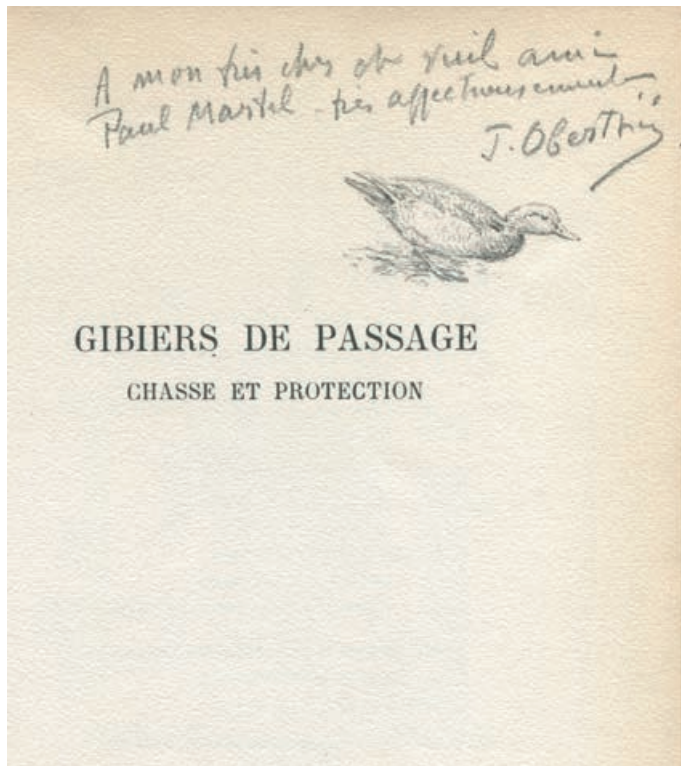 A mon très cher et vieil ami
Paul Martel très affectueusement
J. Oberthür
GIBIERS DE PASSAGE
CHASSE ET PROTECTION